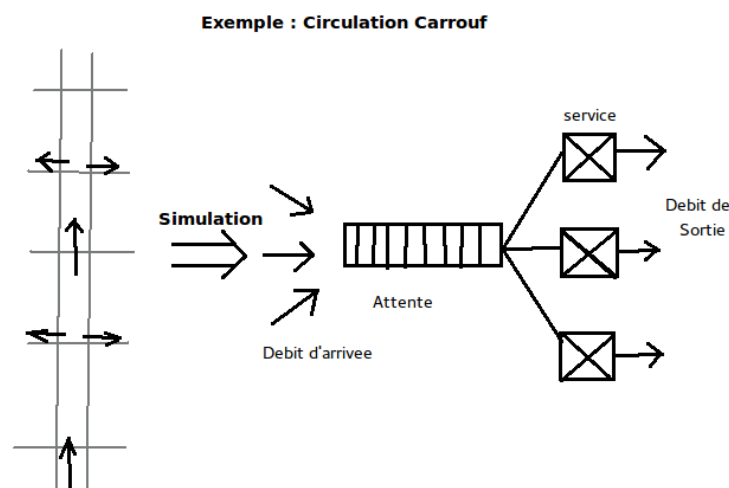 Exemple : Circulation Carrouf
service
Simulation
Debit de
Sortie
Attente
Debit d'arrivee